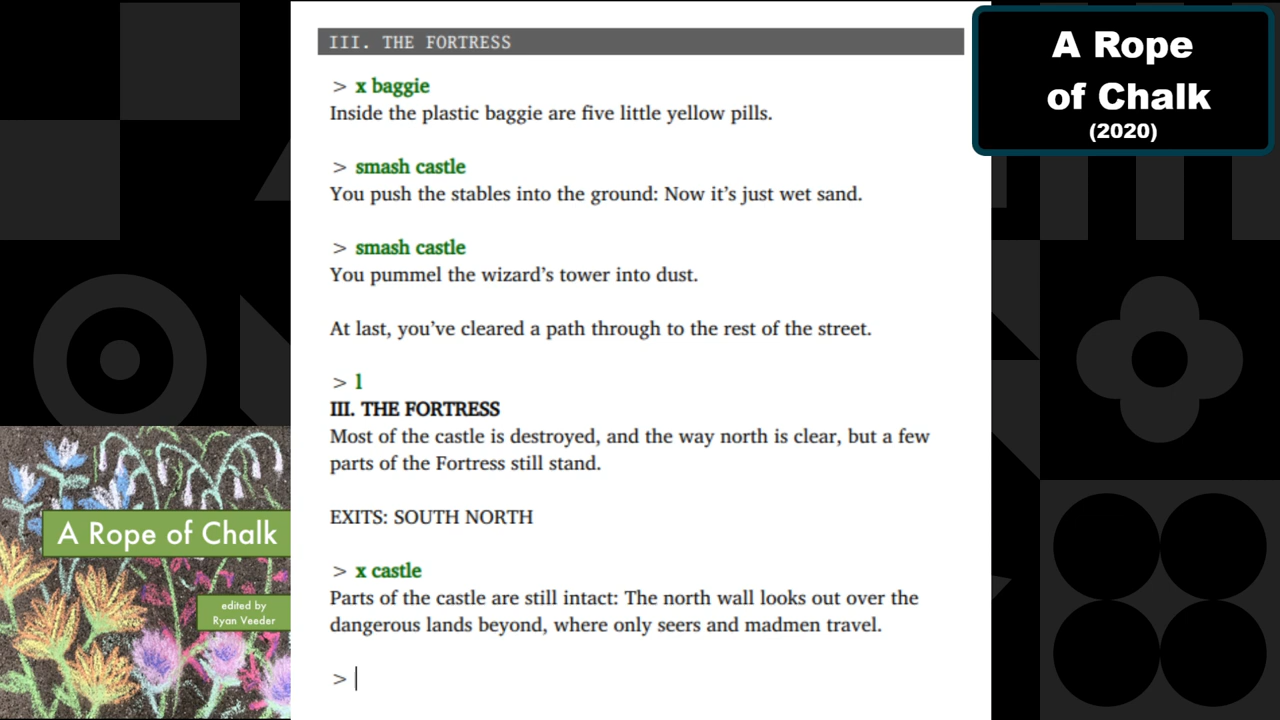 III. THE FORTRESS
> x baggie
Inside the plastic baggie are five little yellow pills.
> smash castle
You push the stables into the ground: Now it’s just wet sand.
> smash castle
You pummel the wizard’s tower into dust.
At last, you’ve cleared a path through to the rest of the street.
> l
III. THE FORTRESS
Most of the castle is destroyed, and the way north is clear, but a few
parts of the Fortress still stand.
EXITS: SOUTH NORTH
> x castle
Parts of the castle are still intact: The north wall looks out over the
dangerous lands beyond, where only seers and madmen travel.
>
A Rope
of Chalk
(2020)
A Rope of Chalk
edited by
Ryan Veeder